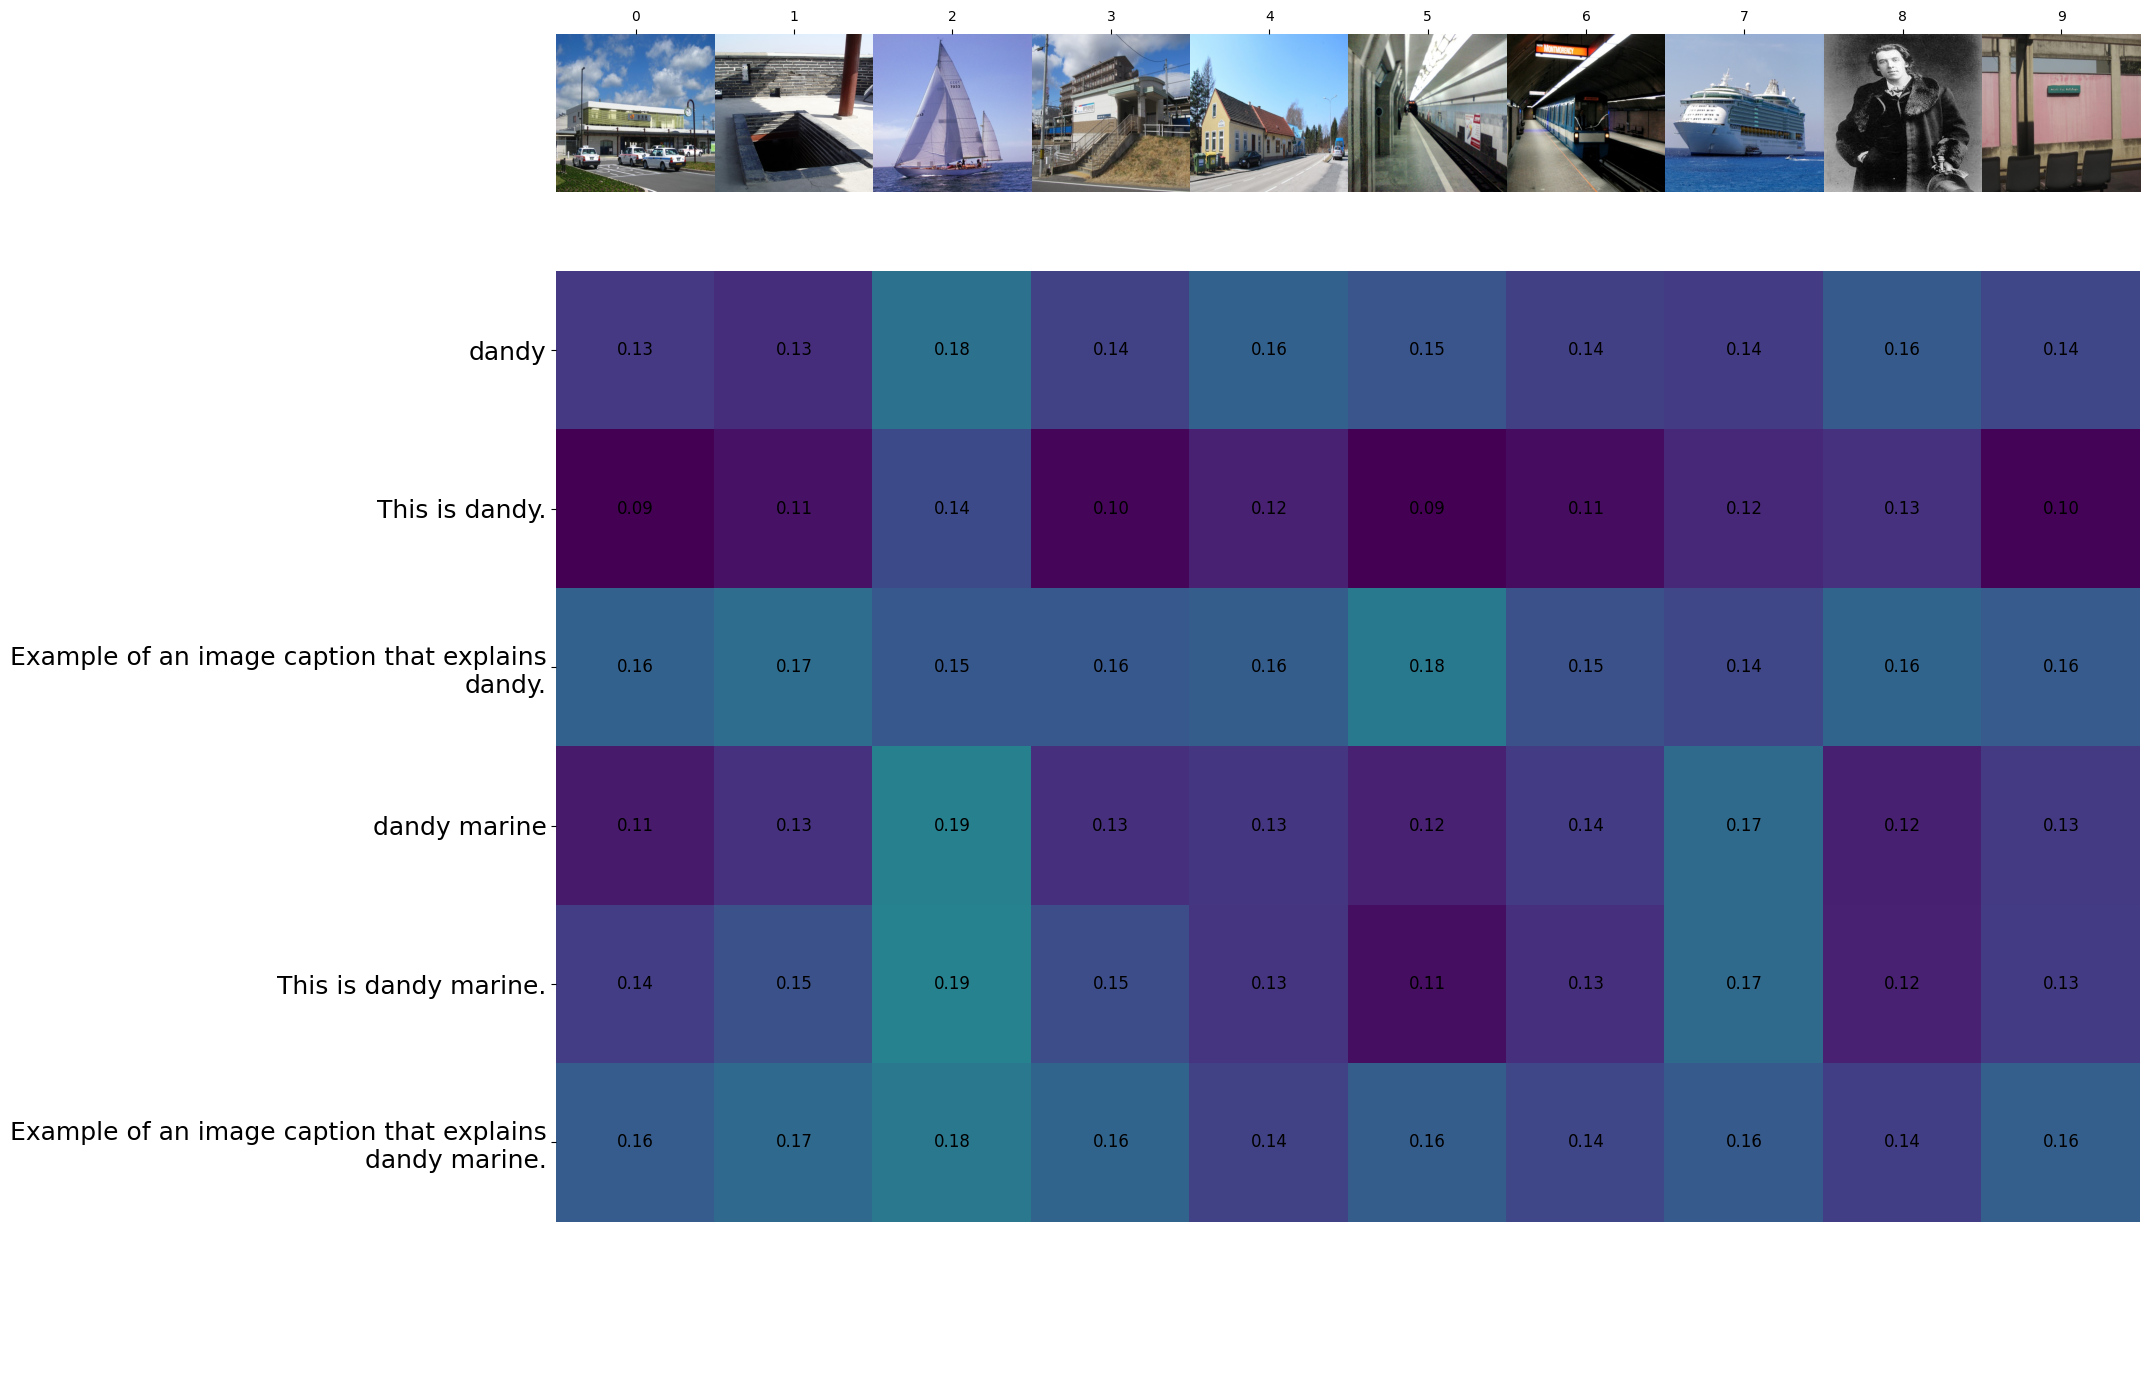 0 1 2 3 4 5 6 7 8 9
MONTMORENCY
dandy 0.13 0.13 0.18 0.14 0.16 0.15 0.14 0.14 0.16 0.14
This is dandy. 0.09 0.11 0.14 0.10 0.12 0.09 0.11 0.12 0.13 0.10
Example of an image caption that explains
dandy. 0.16 0.17 0.15 0.16 0.16 0.18 0.15 0.14 0.16 0.16
dandy marine 0.11 0.13 0.19 0.13 0.13 0.12 0.14 0.17 0.12 0.13
This is dandy marine. 0.14 0.15 0.19 0.15 0.13 0.11 0.13 0.17 0.12 0.13
Example of an image caption that explains
dandy marine. 0.16 0.17 0.18 0.16 0.14 0.16 0.14 0.16 0.14 0.16